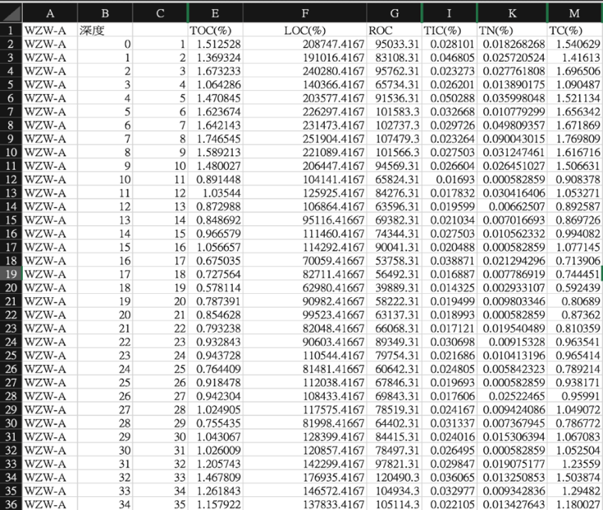 A B C E F G I K M
1 WZW-A 深度 TOC(%) LOC(%) ROC TIC(%) TN(%) TC(%)
2 WZW-A 0 1 1.512528 208747.4167 95033.31 0.028101 0.018268268 1.540629
3 WZW-A 1 2 1.369324 191016.4167 83108.31 0.046805 0.025720524 1.41613
4 WZW-A 2 3 1.673233 240280.4167 95762.31 0.023273 0.027761808 1.696506
5 WZW-A 3 4 1.064286 140366.4167 65734.31 0.026201 0.013890175 1.090487
6 WZW-A 4 5 1.470845 203577.4167 91536.31 0.050288 0.035998048 1.521134
7 WZW-A 5 6 1.623674 226297.4167 101583.3 0.032668 0.010779299 1.656342
8 WZW-A 6 7 1.642143 231473.4167 102737.3 0.029726 0.049809357 1.671869
9 WZW-A 7 8 1.746545 251904.4167 107479.3 0.023264 0.090043015 1.769809
10 WZW-A 8 9 1.589213 221089.4167 101566.3 0.027503 0.031247461 1.616716
11 WZW-A 9 10 1.480027 206447.4167 94569.31 0.026604 0.026451027 1.506631
12 WZW-A 10 11 0.891448 104141.4167 65824.31 0.01693 0.000582859 0.908378
13 WZW-A 11 12 1.03544 125925.4167 84276.31 0.017832 0.030416406 1.053271
14 WZW-A 12 13 0.872988 106864.4167 63596.31 0.019599 0.00662507 0.892587
15 WZW-A 13 14 0.848692 95116.41667 69382.31 0.021034 0.007016693 0.869726
16 WZW-A 14 15 0.966579 111460.4167 74344.31 0.027503 0.010562332 0.994082
17 WZW-A 15 16 1.056657 114292.4167 90041.31 0.020488 0.000582859 1.077145
18 WZW-A 16 17 0.675035 70059.41667 53758.31 0.038871 0.021294296 0.713906
19 WZW-A 17 18 0.727564 82711.41667 56492.31 0.016887 0.007786919 0.744451
20 WZW-A 18 19 0.578114 62980.41667 39889.31 0.014325 0.002933107 0.592439
21 WZW-A 19 20 0.787391 90982.41667 58222.31 0.019499 0.009803346 0.80689
22 WZW-A 20 21 0.854628 99523.41667 63137.31 0.018993 0.000582859 0.87362
23 WZW-A 21 22 0.793238 82048.41667 66068.31 0.017121 0.019540489 0.810359
24 WZW-A 22 23 0.932843 90603.41667 89349.31 0.030698 0.00915328 0.963541
25 WZW-A 23 24 0.943728 110544.4167 79754.31 0.021686 0.010413196 0.965414
26 WZW-A 24 25 0.764409 81481.41667 60642.31 0.024805 0.005842323 0.789214
27 WZW-A 25 26 0.918478 112038.4167 67846.31 0.019693 0.000582859 0.938171
28 WZW-A 26 27 0.942304 108433.4167 69843.31 0.017606 0.02522465 0.95991
29 WZW-A 27 28 1.024905 117575.4167 78519.31 0.024167 0.009424086 1.049072
30 WZW-A 28 29 0.755435 81998.41667 64402.31 0.031337 0.007367945 0.786772
31 WZW-A 29 30 1.043067 128399.4167 84415.31 0.024016 0.015306394 1.067083
32 WZW-A 30 31 1.026009 120857.4167 78497.31 0.026495 0.000582859 1.052504
33 WZW-A 31 32 1.205743 142299.4167 97821.31 0.029847 0.019075177 1.23559
34 WZW-A 32 33 1.467809 176935.4167 120490.3 0.036065 0.013250853 1.503874
35 WZW-A 33 34 1.261843 146572.4167 104934.3 0.032977 0.009342836 1.29482
36 WZW-A 34 35 1.157922 137833.4167 105114.3 0.022105 0.013427643 1.180027